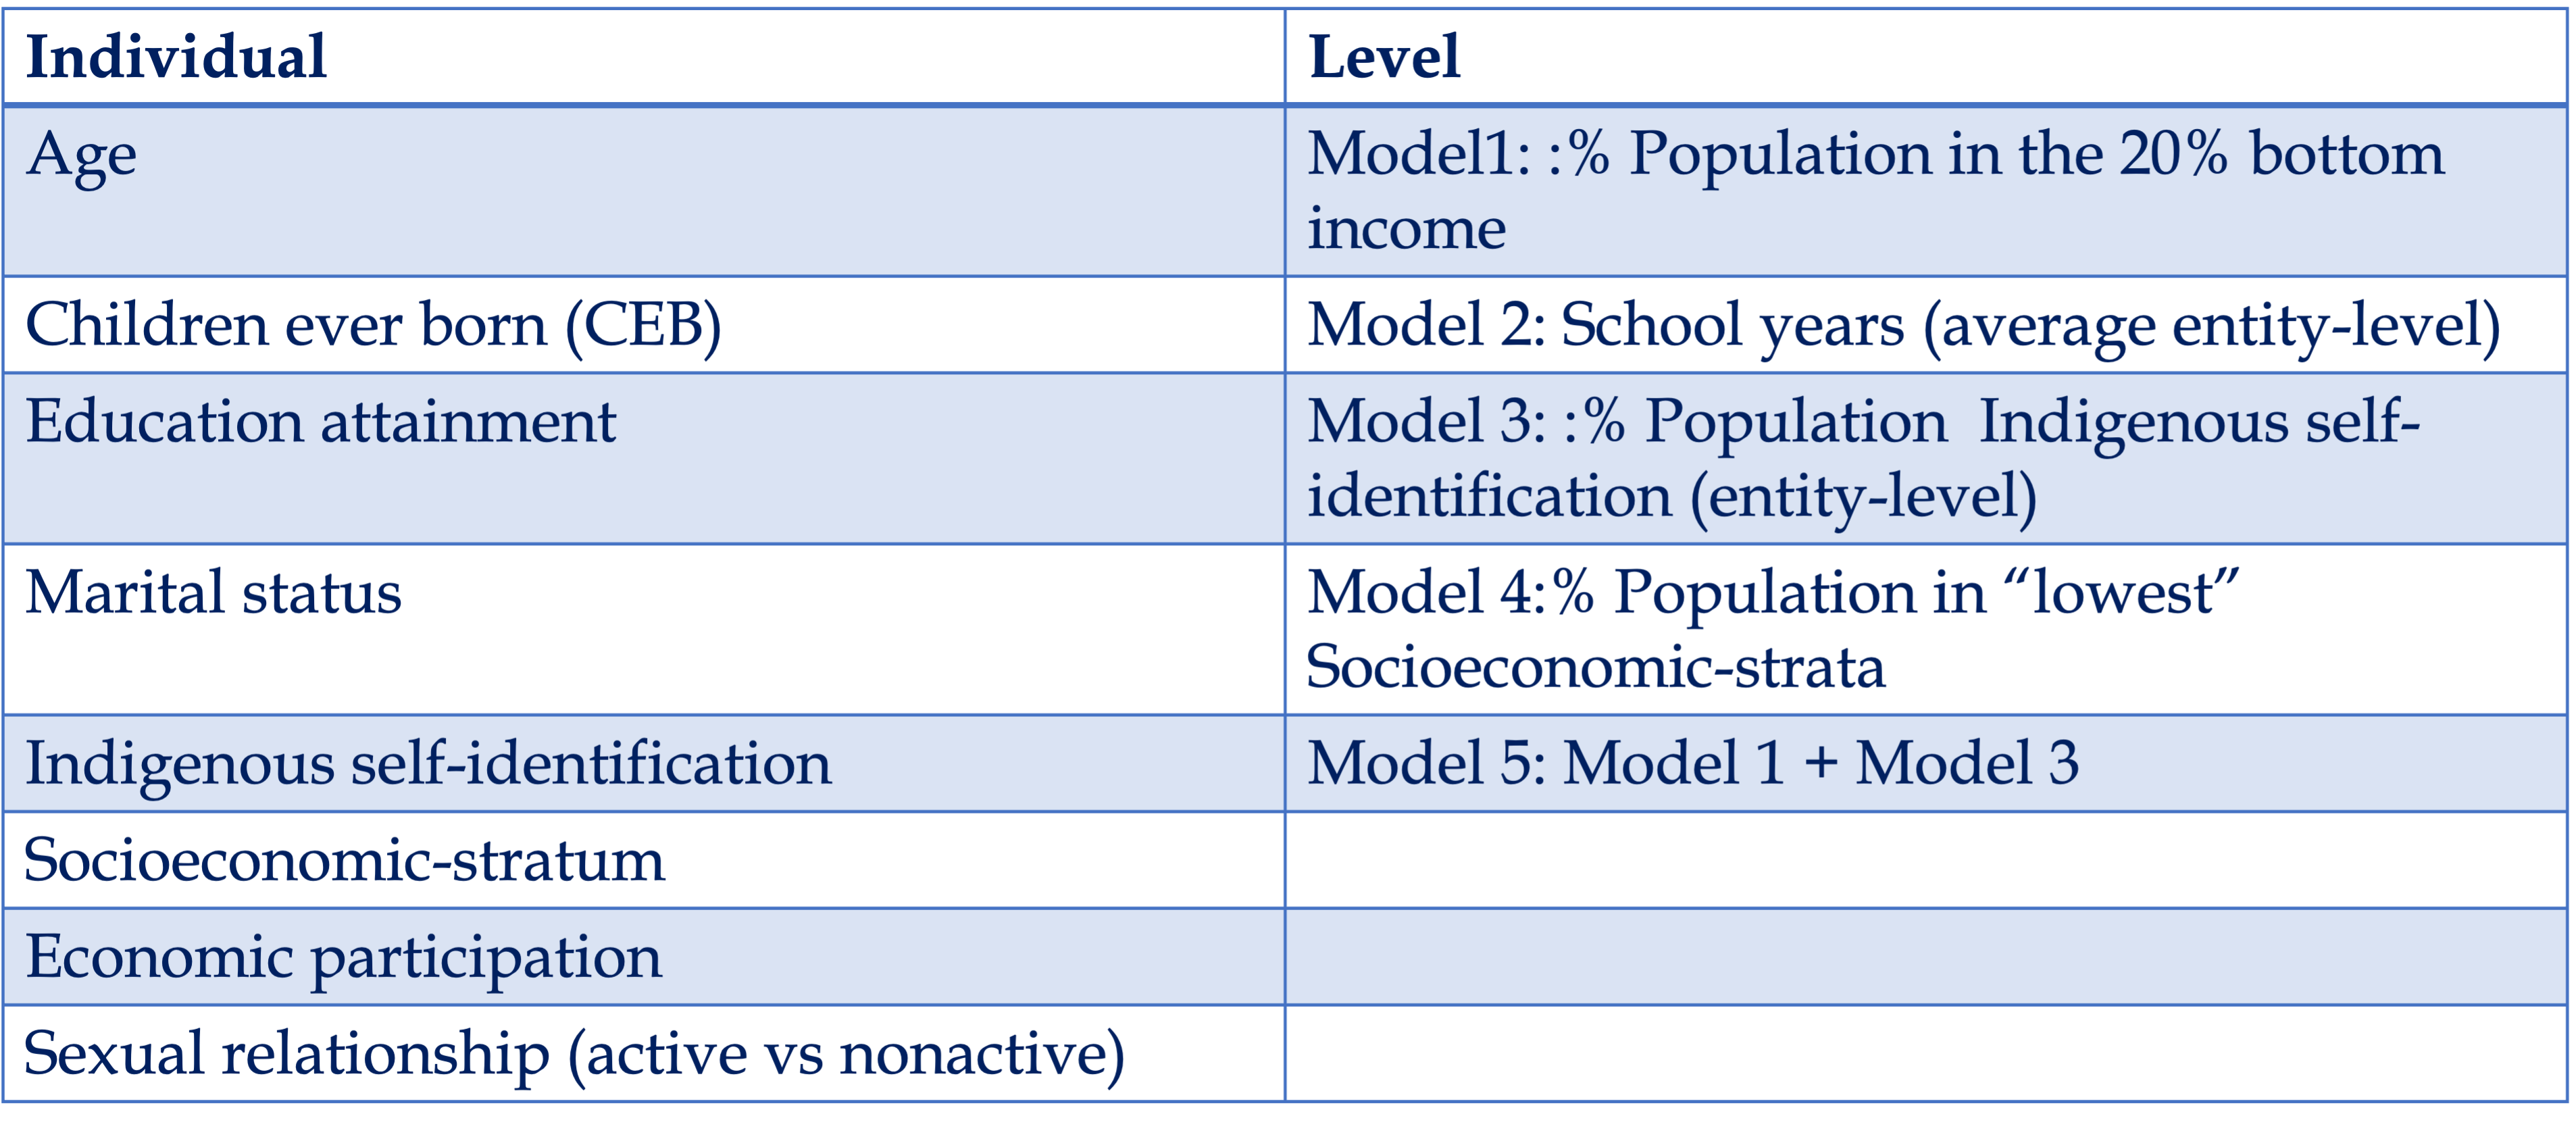 Individual
Level
Age
Model1: :% Population in the 20% bottom
income
Children ever born (CEB)
Model 2: School years (average entity-level)
Education attainment
Model 3: :% Population  Indigenous self-
identification (entity-level)
Marital status
Model 4:% Population in “lowest”
Socioeconomic-strata
Indigenous self-identification
Model 5: Model 1 + Model 3
Socioeconomic-stratum
Economic participation
Sexual relationship (active vs nonactive)